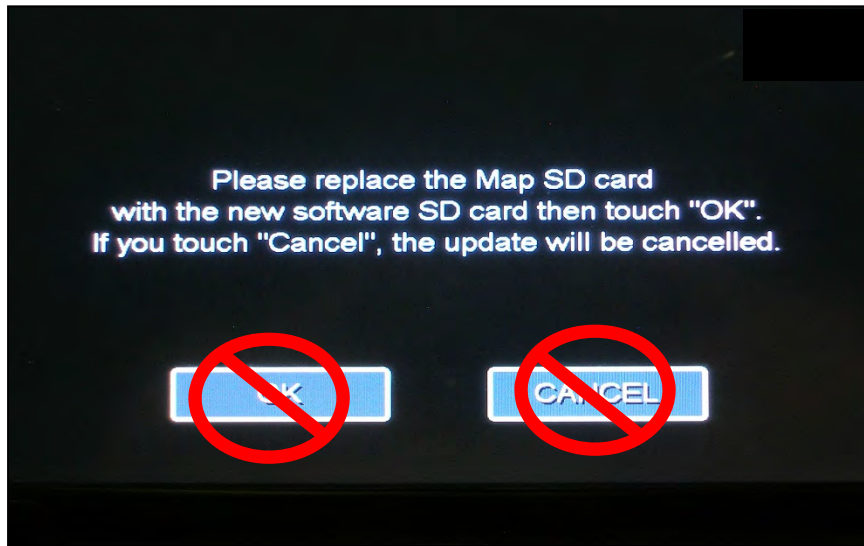 Please replace the Map SD card
with the new software SD card then touch "OK".
If you touch "Cancel", the update will be cancelled.
OK
CANCEL